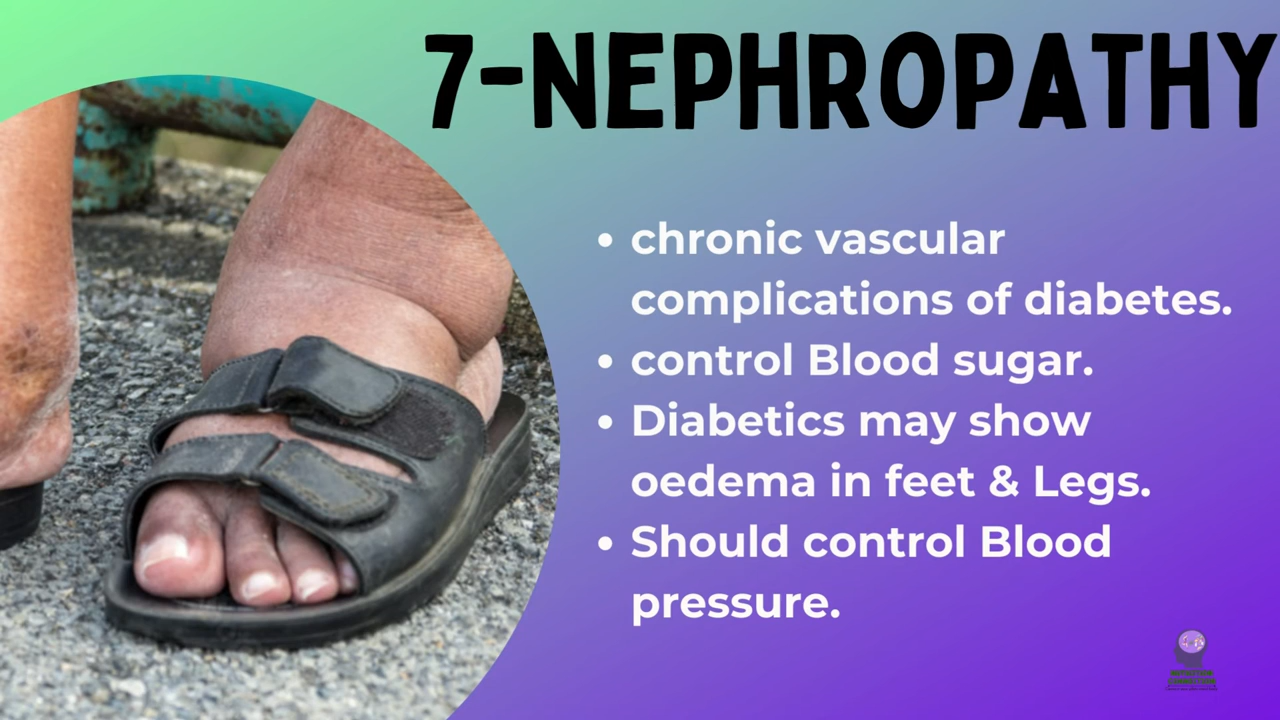 7-NEPHROPATHY
• chronic vascular
complications of diabetes.
• control Blood sugar.
• Diabetics may show
oedema in feet & Legs.
• Should control Blood
pressure.